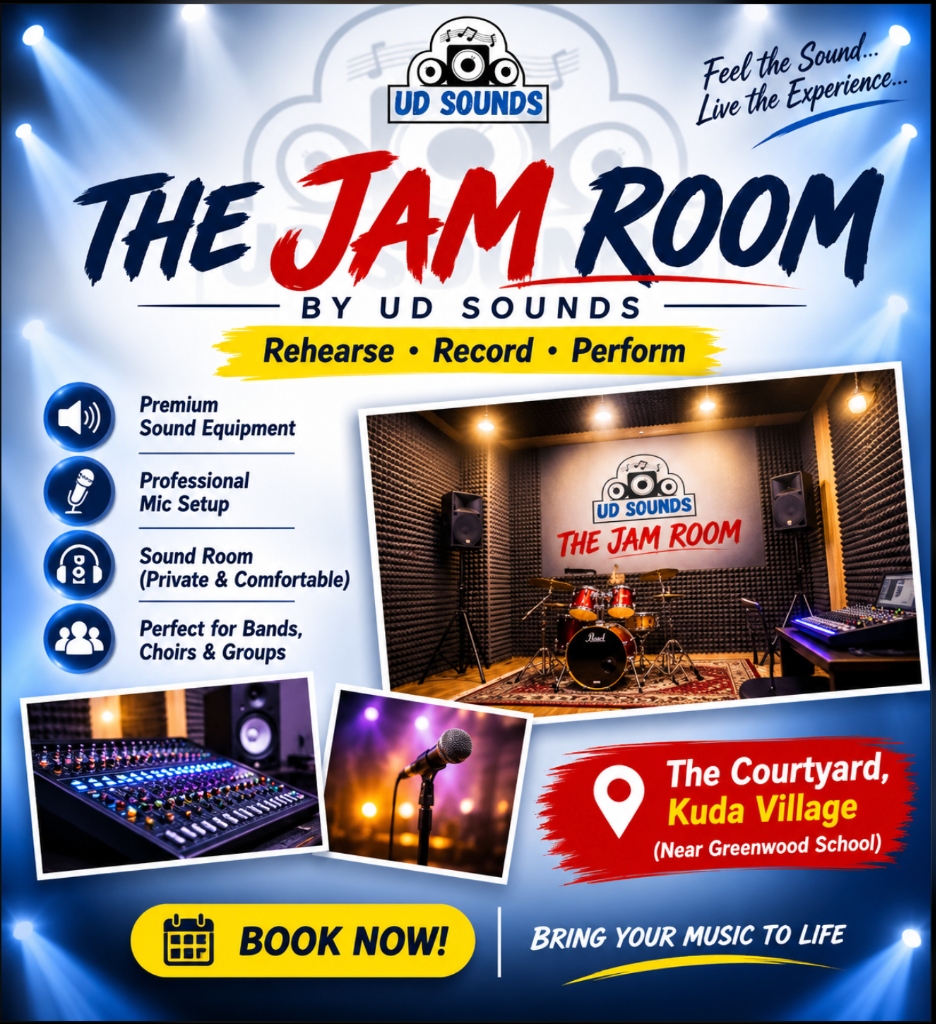 UD SOUNDS
Feel the Sound...
Live the Experience...
THE JAM ROOM
BY UD SOUNDS
Rehearse • Record • Perform
Premium
Sound Equipment
Professional
Mic Setup
Sound Room
(Private & Comfortable)
Perfect for Bands,
Choirs & Groups
UD SOUNDS
THE JAM ROOM
Pearl
The Courtyard,
Kuda Village
(Near Greenwood School)
BOOK NOW!
BRING YOUR MUSIC TO LIFE